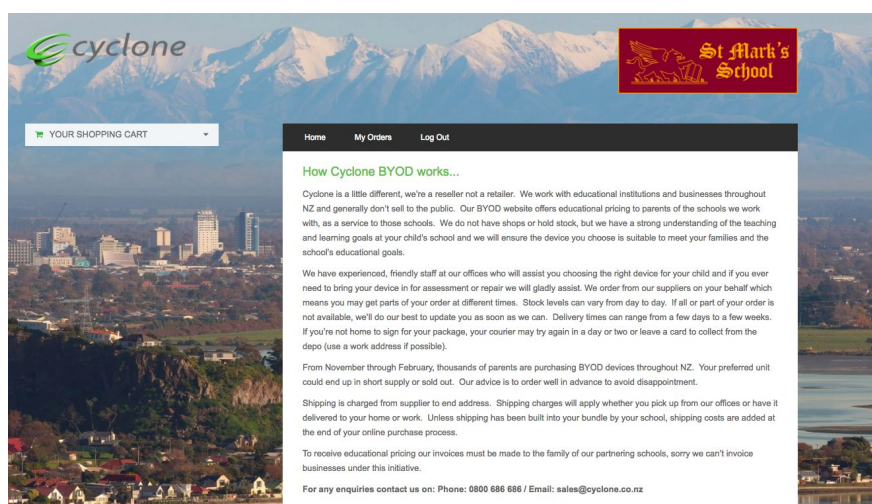 cyclone
St Mark's
School
YOUR SHOPPING CART
Home My Orders Log Out
How Cyclone BYOD works...
Cyclone is a little different, we're a reseller not a retailer. We work with educational institutions and businesses throughout
NZ and generally don't sell to the public. Our BYOD website offers educational pricing to parents of the schools we work
with, as a service to those schools. We do not have shops or hold stock, but we have a strong understanding of the teaching
and learning goals at your child's school and we will ensure the device you choose is suitable to meet your families and the
school's educational goals.
We have experienced, friendly staff at our offices who will assist you choosing the right device for your child and if you ever
need to bring your device in for assessment or repair we will gladly assist. We order from our suppliers on your behalf which
means you may get parts of your order at different times. Stock levels can vary from day to day. If all or part of your order is
not available, we'll do our best to update you as soon as we can. Delivery times can range from a few days to a few weeks.
If you're not home to sign for your package, your courier may try again in a day or two or leave a card to collect from the
depo (use a work address if possible).
From November through February, thousands of parents are purchasing BYOD devices throughout NZ. Your preferred unit
could end up in short supply or sold out. Our advice is to order well in advance to avoid disappointment.
Shipping is charged from supplier to end address. Shipping charges will apply whether you pick up from our offices or have it
delivered to your home or work. Unless shipping has been built into your bundle by your school, shipping costs are added at
the end of your online purchase process.
To receive educational pricing our invoices must be made to the family of our partnering schools, sorry we can't invoice
businesses under this initiative.
For any enquiries contact us on: Phone: 0800 686 686 / Email: sales@cyclone.co.nz